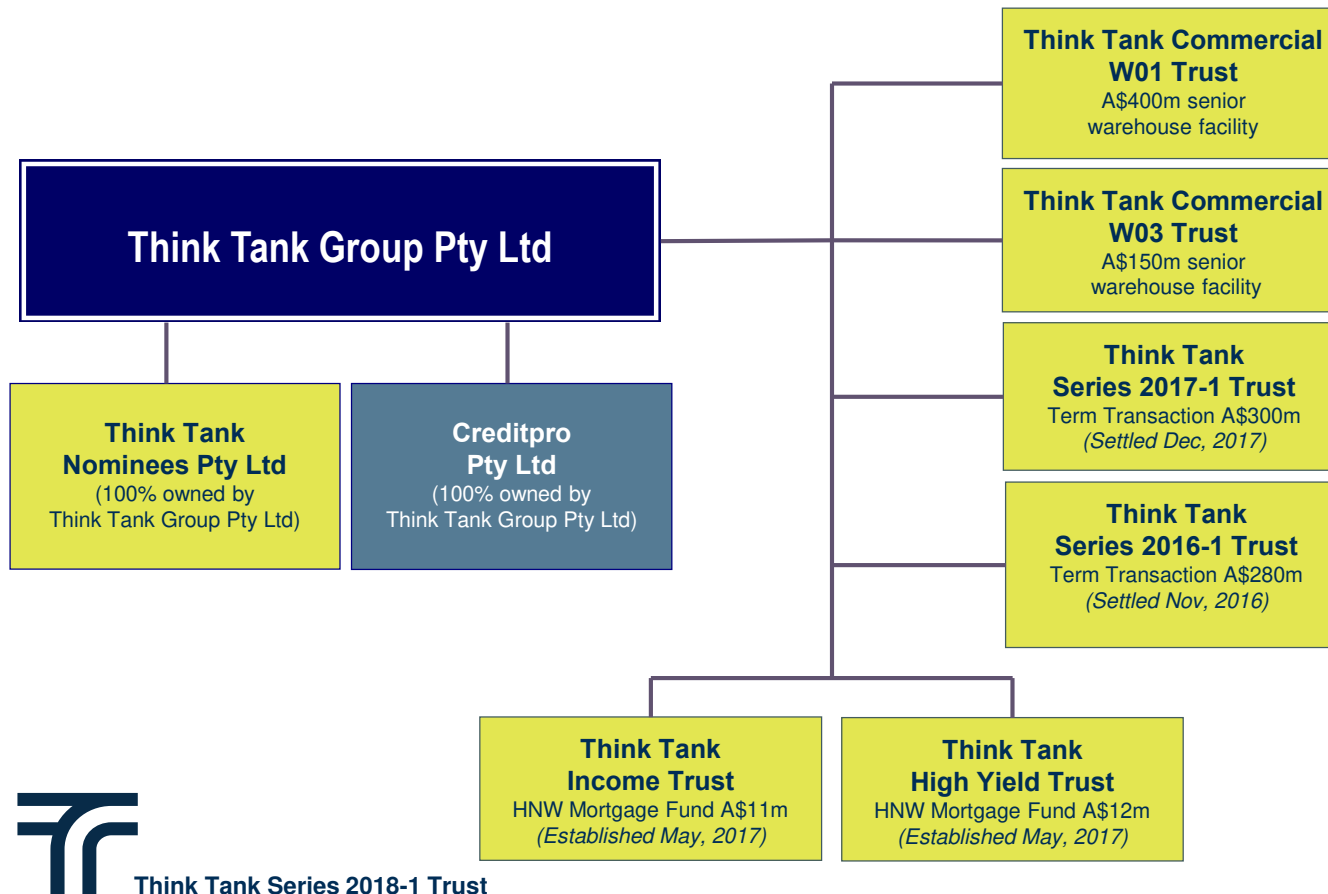 Think Tank Commercial
W01 Trust
A$400m senior
warehouse facility
Think Tank Group Pty Ltd
Think Tank Commercial
W03 Trust
A$150m senior
warehouse facility
Think Tank
Nominees Pty Ltd
(100% owned by
Think Tank Group Pty Ltd)
Creditpro
Pty Ltd
(100% owned by
Think Tank Group Pty Ltd)
Think Tank
Series 2017-1 Trust
Term Transaction A$300m
(Settled Dec, 2017)
Think Tank
Series 2016-1 Trust
Term Transaction A$280m
(Settled Nov, 2016)
Think Tank
Income Trust
HNW Mortgage Fund A$11m
(Established May, 2017)
Think Tank
High Yield Trust
HNW Mortgage Fund A$12m
(Established May, 2017)
Think Tank Series 2018-1 Trust